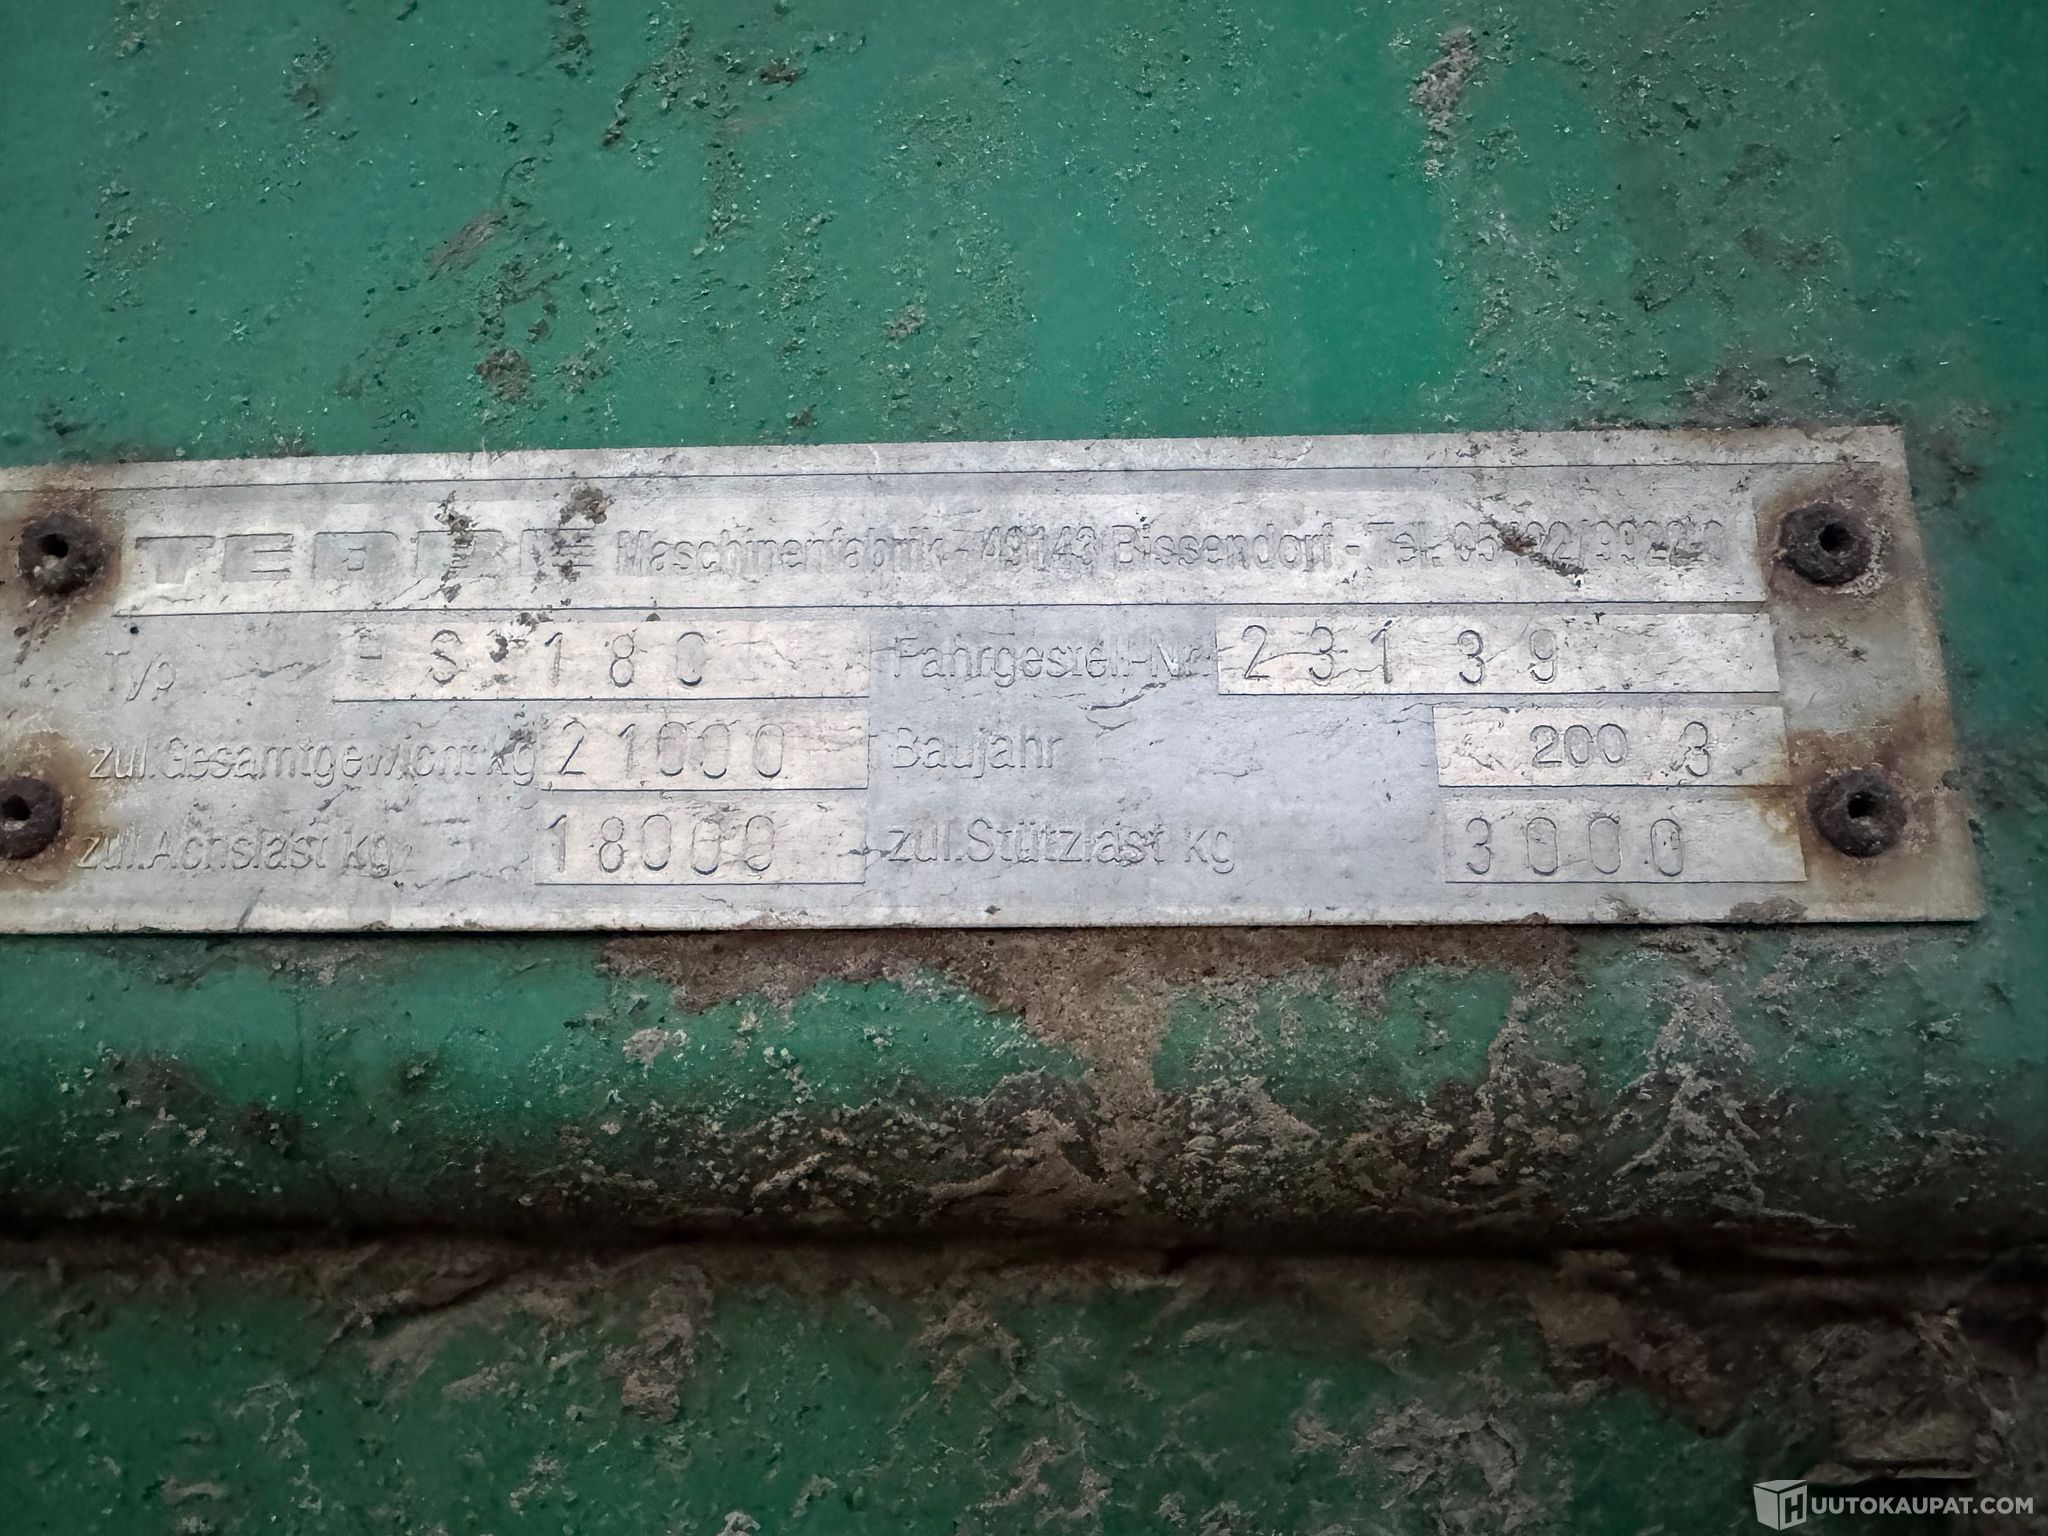 Maschinenfabrik - 49143 Bissendorf - Tel.
Typ S 180 Fahrgestell-Nr. 23139
zul.Gesamtgewicht kg 21000 Baujahr 2003
zul.Achslast kg 18000 zul.Stützlast kg 3000
HUUTOKAUPAT.COM